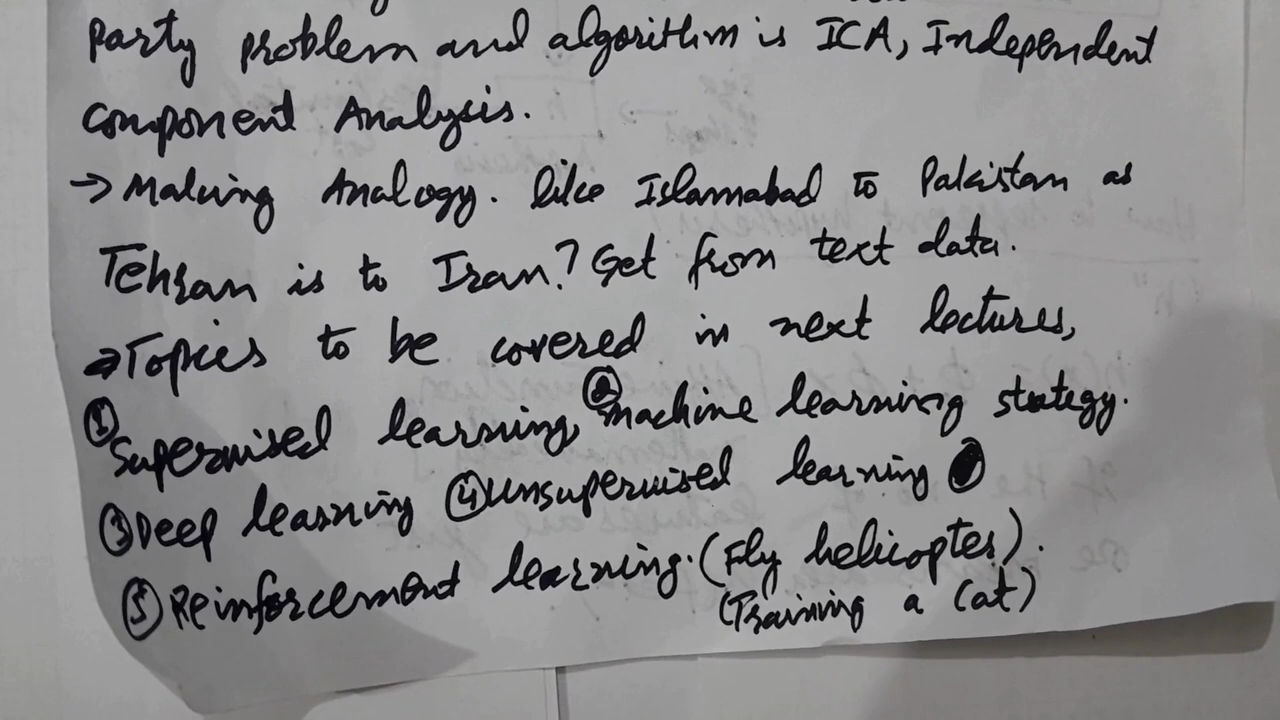 Party problem and algorithm is ICA, Independent
Component Analysis.
→ Making Analogy. like Islamabad to Pakistan as
Tehran is to Iran? Get from text data.
→ Topics to be covered in next lectures,
① Supervised learning, ② Machine learning strategy.
③ Deep learning ④ Unsupervised learning
⑤ Reinforcement learning. (Fly helicopter).
(Training a Cat)